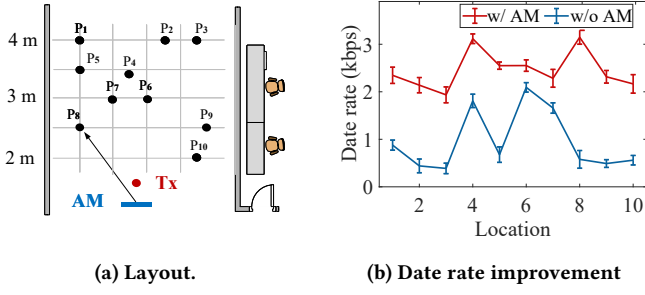 P1
P2
P3
4 m
P5
P4
P7
P6
3 m
P8
P9
P10
2 m
Tx
AM
(a) Layout.
w/ AM
w/o AM
Date rate (kbps)
3
2
1
0
2
4
6
8
10
Location
(b) Date rate improvement